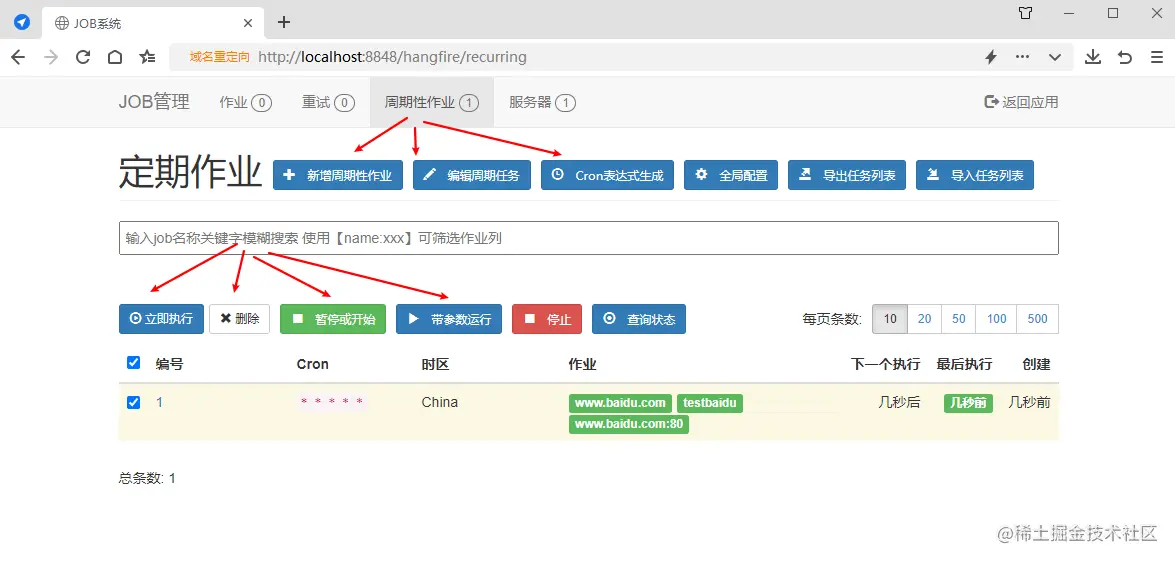 JOB系统
域名重定向 http://localhost:8848/hangfire/recurring
JOB管理 作业 0 重试 0 周期性作业 1 服务器 1 返回应用
定期作业 新增周期性作业 编辑周期任务 Cron表达式生成 全局配置 导出任务列表 导入任务列表
输入job名称关键字模糊搜索 使用【name:xxx】可筛选作业列
立即执行 删除 暂停或开始 带参数运行 停止 查询状态 每页条数: 10 20 50 100 500
编号 Cron 时区 作业 下一个执行 最后执行 创建
1 * * * * * China www.baidu.com testbaidu 几秒后 几秒前 几秒前
www.baidu.com:80
总条数: 1
@稀土掘金技术社区